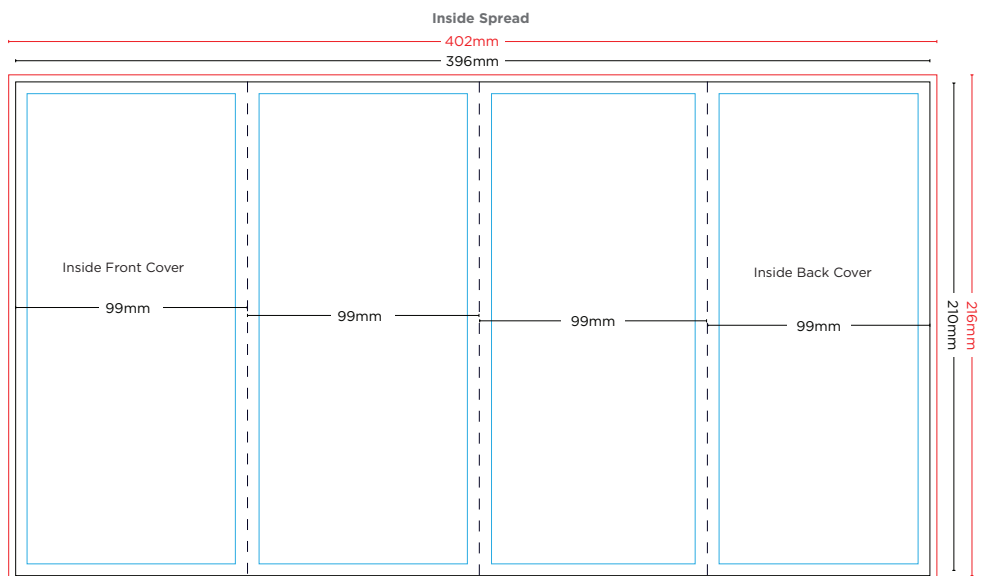 Inside Spread
402mm
396mm
Inside Front Cover
Inside Back Cover
99mm
99mm
99mm
99mm
210mm
216mm